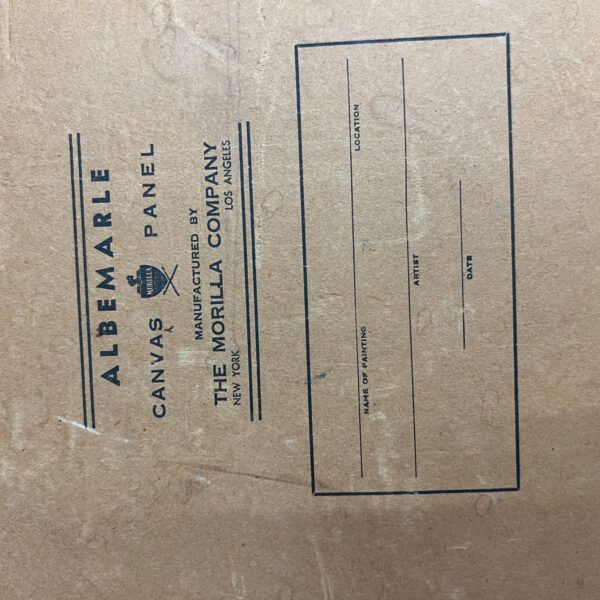 ALBEMARLE
CANVAS MORILLA PANEL
MANUFACTURED BY
THE MORILLA COMPANY
NEW YORK LOS ANGELES
NAME OF PAINTING LOCATION
ARTIST
DATE